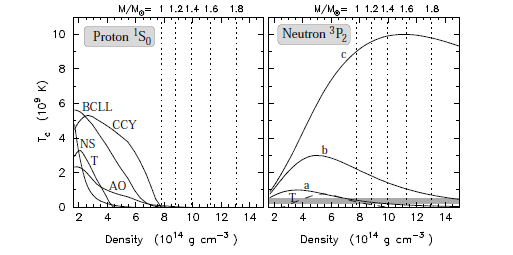 M/M⊙= 1 1.2 1.4 1.6 1.8
M/M⊙= 1 1.2 1.4 1.6 1.8
Proton ¹S₀
Neutron ³P₂
T꜀ (10⁹ K)
10
8
6
4
2
0
BCLL
CCY
NS
T
AO
c
b
a
T
2 4 6 8 10 12 14
2 4 6 8 10 12 14
Density (10¹⁴ g cm⁻³)
Density (10¹⁴ g cm⁻³)